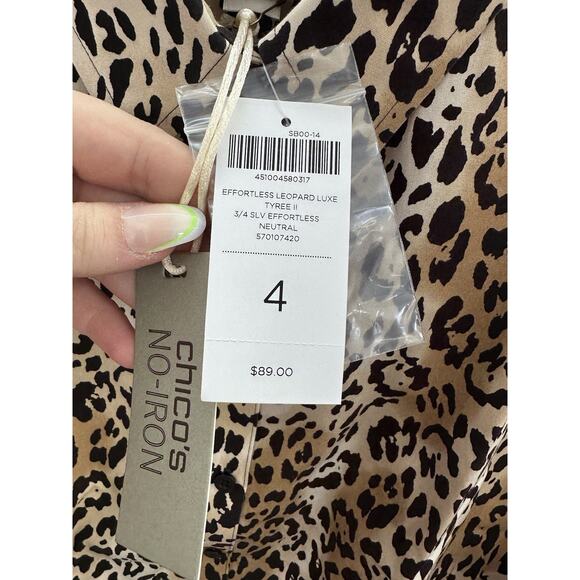 SB00-14
451004580317
EFFORTLESS LEOPARD LUXE
TYREE II
3/4 SLV EFFORTLESS
NEUTRAL
570107420
4
$89.00
chico's
NO-IRON